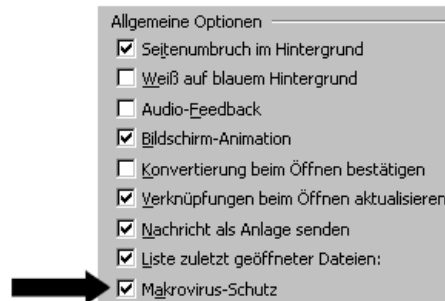 Allgemeine Optionen
Seitenumbruch im Hintergrund
Weiß auf blauem Hintergrund
Audio-Feedback
Bildschirm-Animation
Konvertierung beim Öffnen bestätigen
Verknüpfungen beim Öffnen aktualisieren
Nachricht als Anlage senden
Liste zuletzt geöffneter Dateien:
Makrovirus-Schutz